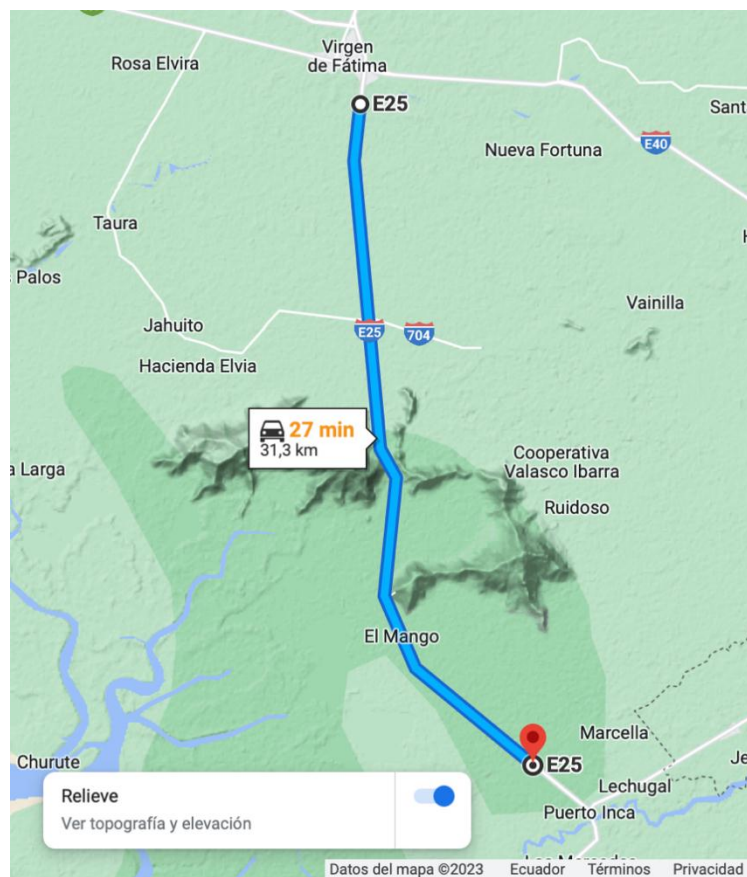 Virgen
de Fátima
Rosa Elvira
E25
Nueva Fortuna
E40
Taura
Palos
Vainilla
Jahuito
E25
704
Hacienda Elvia
27 min
31,3 km
Cooperativa
Valasco Ibarra
a Larga
Ruidoso
El Mango
Marcella
E25
Churute
Lechugal
Puerto Inca
Relieve
Ver topografía y elevación
Datos del mapa ©2023 Ecuador Términos Privacidad